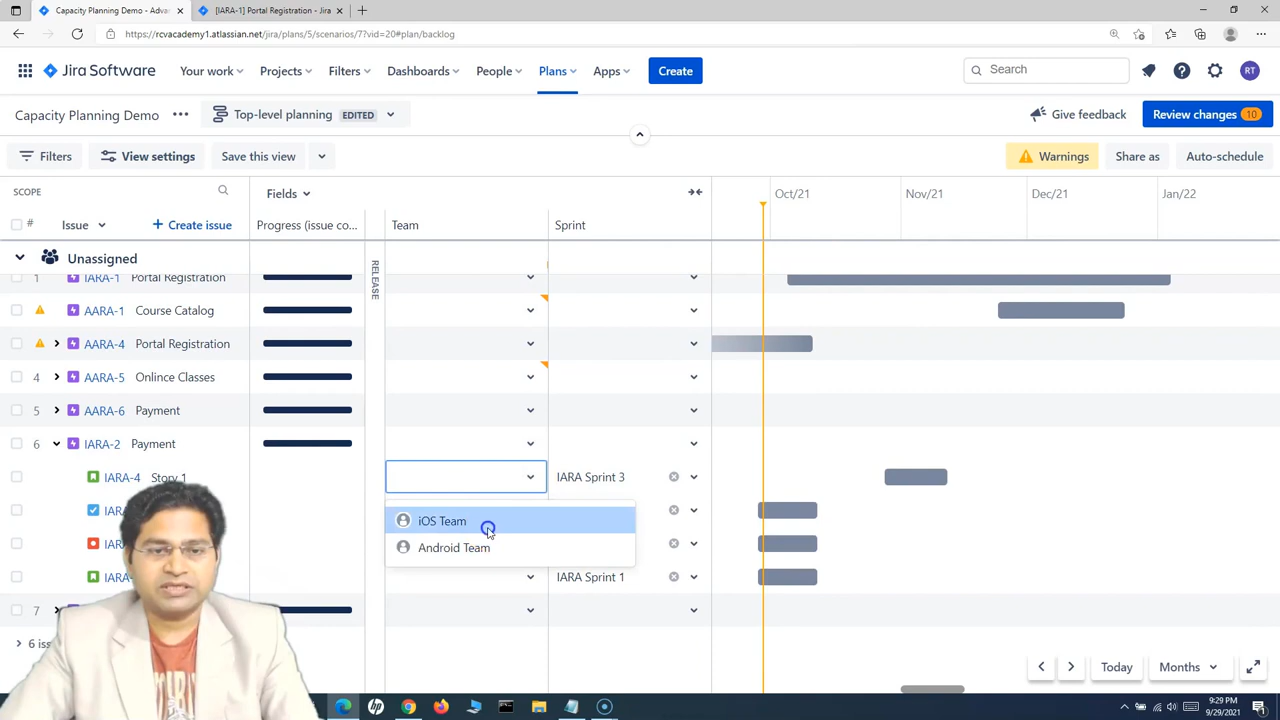 Capacity Planning Demo - Adva
[IARA-1] Portal Registration - Jira
https://rcvacademy1.atlassian.net/jira/plans/5/scenarios/7?vid=20#plan/backlog
Jira Software
Your work
Projects
Filters
Dashboards
People
Plans
Apps
Create
Search
RT
Capacity Planning Demo
Top-level planning EDITED
Give feedback
Review changes 10
Filters
View settings
Save this view
Warnings
Share as
Auto-schedule
SCOPE
Fields
Oct/21
Nov/21
Dec/21
Jan/22
#
Issue
+ Create issue
Progress (issue co...
Team
Sprint
RELEASE
Unassigned
1 IARA-1 Portal Registration
AARA-1 Course Catalog
AARA-4 Portal Registration
4 AARA-5 Onlince Classes
5 AARA-6 Payment
6 IARA-2 Payment
IARA-4 Story 1
IARA Sprint 3
iOS Team
Android Team
IARA Sprint 1
7
Today
Months
9:29 PM
9/29/2021